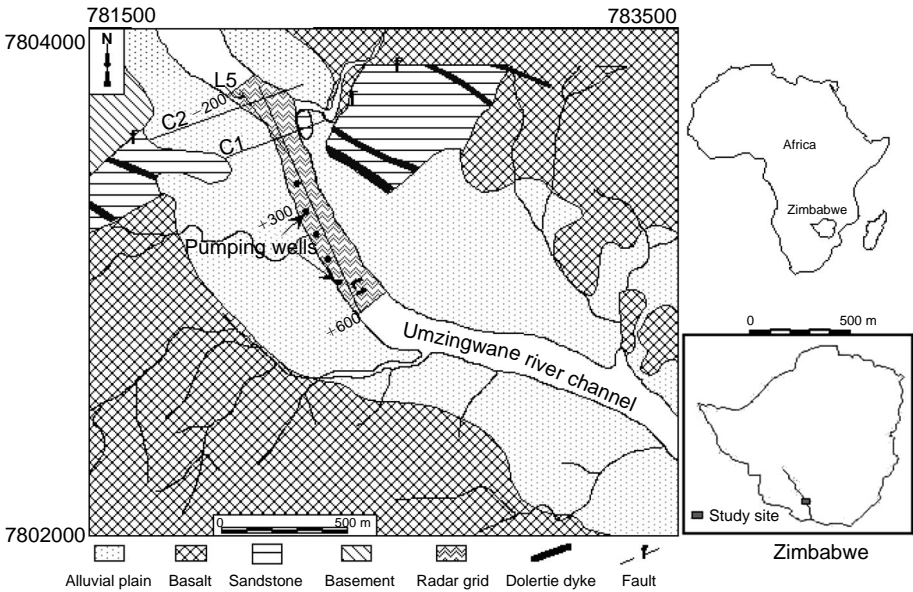 781500 783500
7804000
N
L5
−200
C2
C1
f
f
f
+300
Pumping wells
+600
Umzingwane river channel
7802000
0 500 m
Africa
Zimbabwe
0 500 m
Study site
Zimbabwe
Alluvial plain Basalt Sandstone Basement Radar grid Dolertie dyke Fault
f